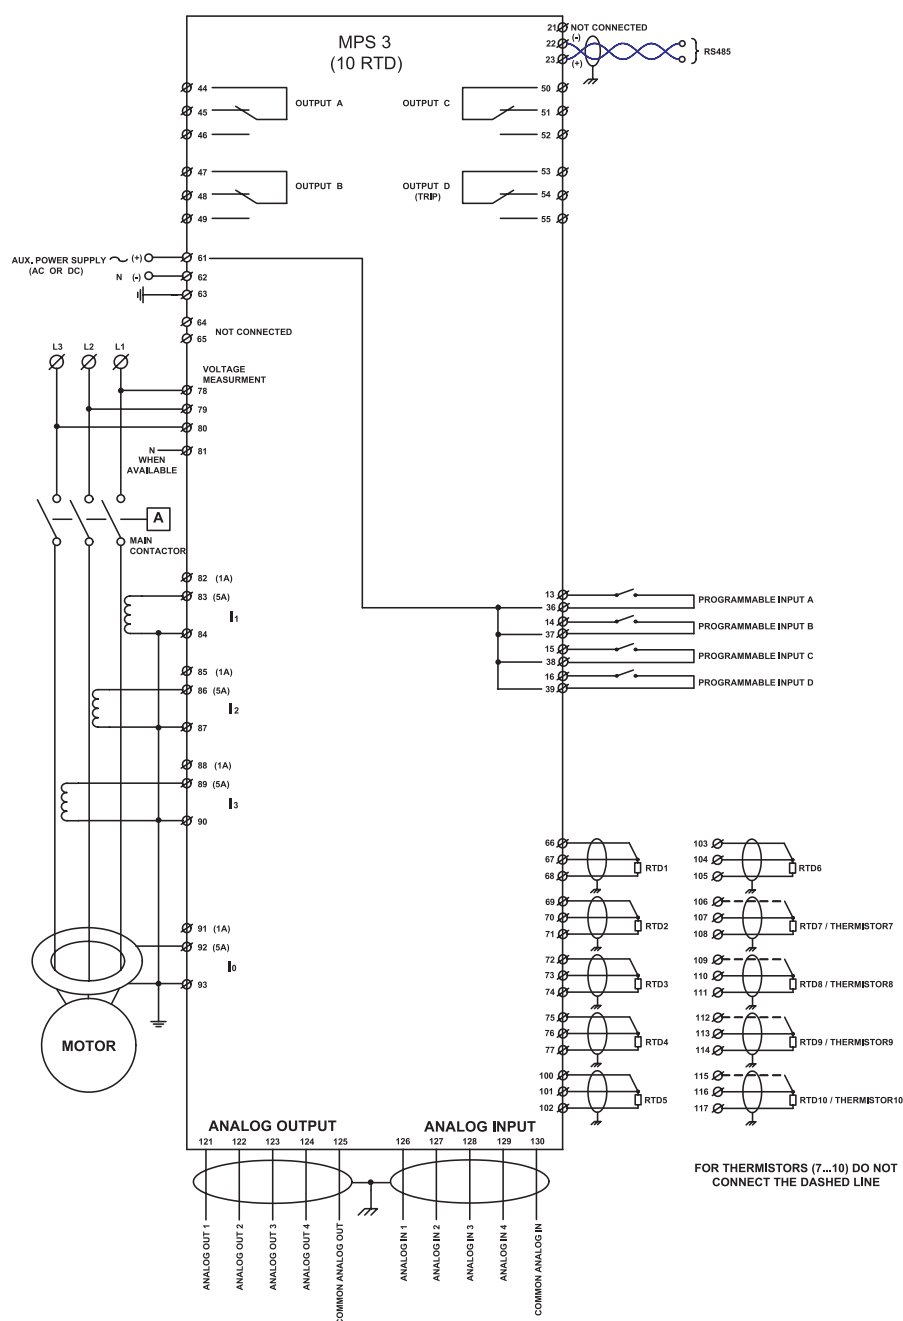 MPS 3
(10 RTD)
21 NOT CONNECTED
22 (-)
23 (+)
RS485
44
45
46
OUTPUT A
OUTPUT C
50
51
52
47
48
49
OUTPUT B
OUTPUT D
(TRIP)
53
54
55
AUX. POWER SUPPLY
(AC OR DC)
(+)
N (-)
61
62
63
64
65
NOT CONNECTED
L3 L2 L1
VOLTAGE
MEASURMENT
78
79
80
81
N
WHEN
AVAILABLE
A
MAIN
CONTACTOR
82 (1A)
83 (5A)
I1
84
85 (1A)
86 (5A)
I2
87
88 (1A)
89 (5A)
I3
90
91 (1A)
92 (5A)
I0
93
MOTOR
13
36
PROGRAMMABLE INPUT A
14
37
PROGRAMMABLE INPUT B
15
38
PROGRAMMABLE INPUT C
16
39
PROGRAMMABLE INPUT D
66
67
68
RTD1
69
70
71
RTD2
72
73
74
RTD3
75
76
77
RTD4
100
101
102
RTD5
103
104
105
RTD6
106
107
108
RTD7 / THERMISTOR7
109
110
111
RTD8 / THERMISTOR8
112
113
114
RTD9 / THERMISTOR9
115
116
117
RTD10 / THERMISTOR10
FOR THERMISTORS (7...10) DO NOT
CONNECT THE DASHED LINE
ANALOG OUTPUT
121 122 123 124 125
ANALOG INPUT
126 127 128 129 130
ANALOG OUT 1
ANALOG OUT 2
ANALOG OUT 3
ANALOG OUT 4
COMMON ANALOG OUT
ANALOG IN 1
ANALOG IN 2
ANALOG IN 3
ANALOG IN 4
COMMON ANALOG IN